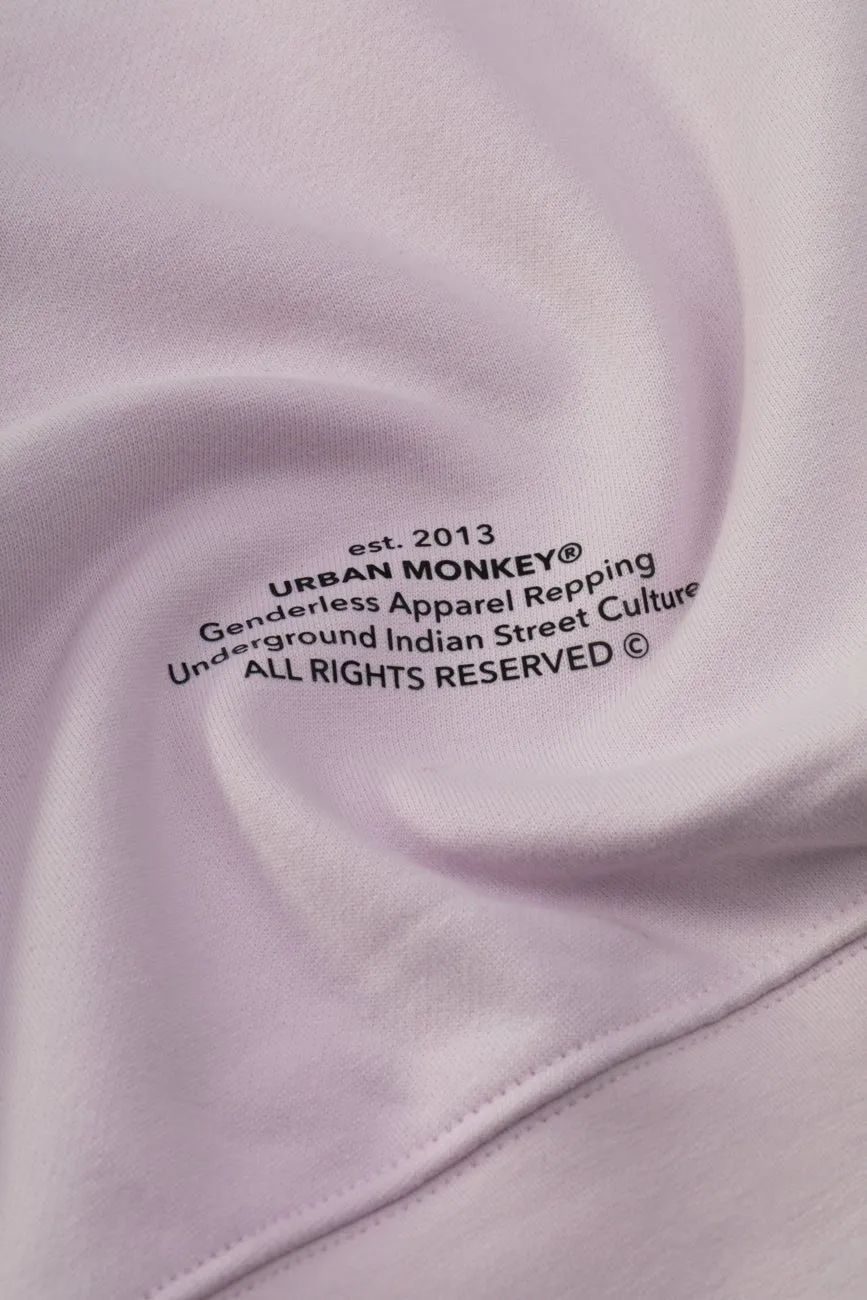 est. 2013
URBAN MONKEY®
Genderless Apparel Repping
Underground Indian Street Culture
ALL RIGHTS RESERVED ©